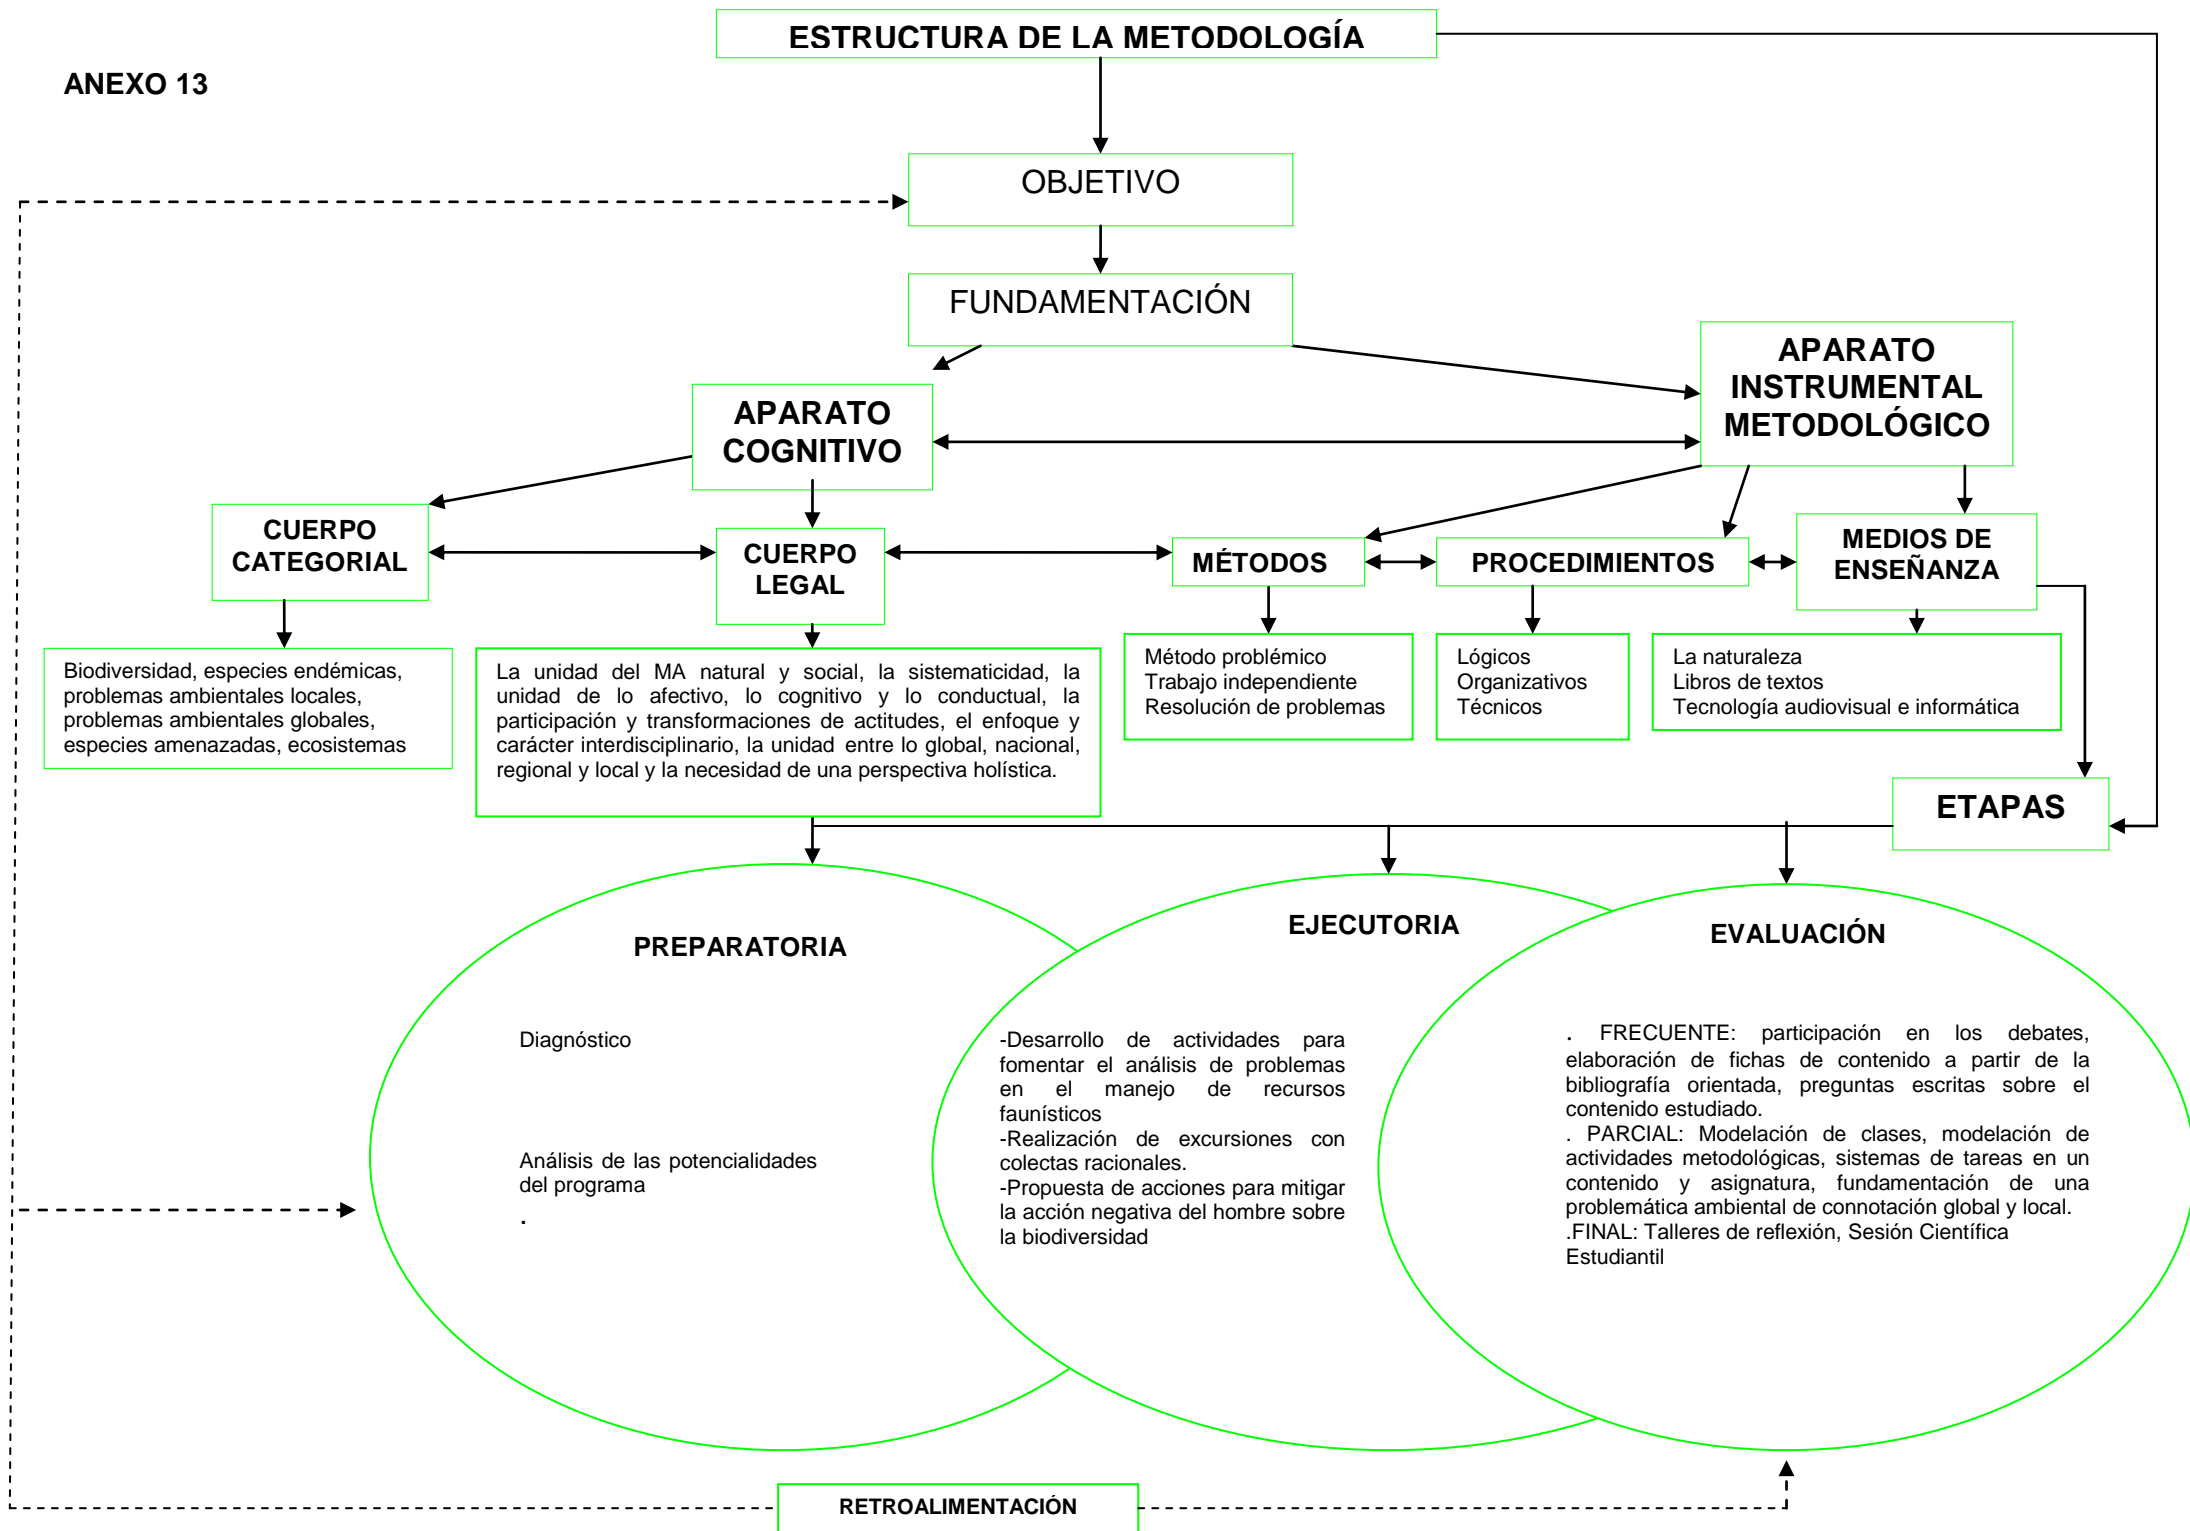 ESTRUCTURA DE LA METODOLOGÍA
ANEXO 13
OBJETIVO
FUNDAMENTACIÓN
APARATO
COGNITIVO
APARATO
INSTRUMENTAL
METODOLÓGICO
CUERPO
CATEGORIAL
CUERPO
LEGAL
MÉTODOS
PROCEDIMIENTOS
MEDIOS DE
ENSEÑANZA
Biodiversidad, especies endémicas,
problemas ambientales locales,
problemas ambientales globales,
especies amenazadas, ecosistemas
La unidad del MA natural y social, la sistematicidad, la
unidad de lo afectivo, lo cognitivo y lo conductual, la
participación y transformaciones de actitudes, el enfoque y
carácter interdisciplinario, la unidad entre lo global, nacional,
regional y local y la necesidad de una perspectiva holística.
Método problémico
Trabajo independiente
Resolución de problemas
Lógicos
Organizativos
Técnicos
La naturaleza
Libros de textos
Tecnología audiovisual e informática
ETAPAS
PREPARATORIA
Diagnóstico
Análisis de las potencialidades
del programa
.
EJECUTORIA
-Desarrollo de actividades para
fomentar el análisis de problemas
en el manejo de recursos
faunísticos
-Realización de excursiones con
colectas racionales.
-Propuesta de acciones para mitigar
la acción negativa del hombre sobre
la biodiversidad
EVALUACIÓN
. FRECUENTE: participación en los debates,
elaboración de fichas de contenido a partir de la
bibliografía orientada, preguntas escritas sobre el
contenido estudiado.
. PARCIAL: Modelación de clases, modelación de
actividades metodológicas, sistemas de tareas en un
contenido y asignatura, fundamentación de una
problemática ambiental de connotación global y local.
.FINAL: Talleres de reflexión, Sesión Científica
Estudiantil
RETROALIMENTACIÓN